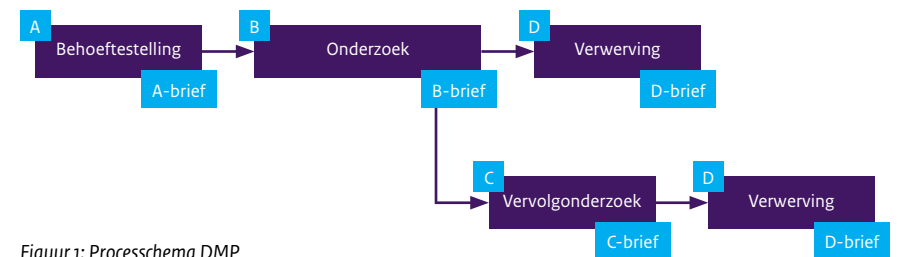 A
B
D
Behoeftestelling
Onderzoek
Verwerving
A-brief
B-brief
D-brief
C
D
Vervolgonderzoek
Verwerving
C-brief
D-brief
Figuur 1: Processchema DMP